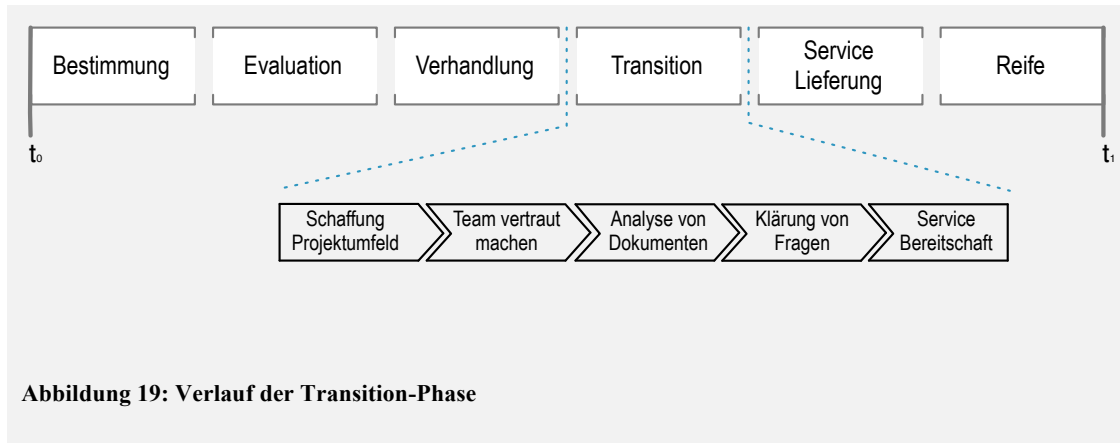 Bestimmung
Evaluation
Verhandlung
Transition
Service
Lieferung
Reife
t₀
t₁
Schaffung
Projektumfeld
Team vertraut
machen
Analyse von
Dokumenten
Klärung von
Fragen
Service
Bereitschaft
Abbildung 19: Verlauf der Transition-Phase